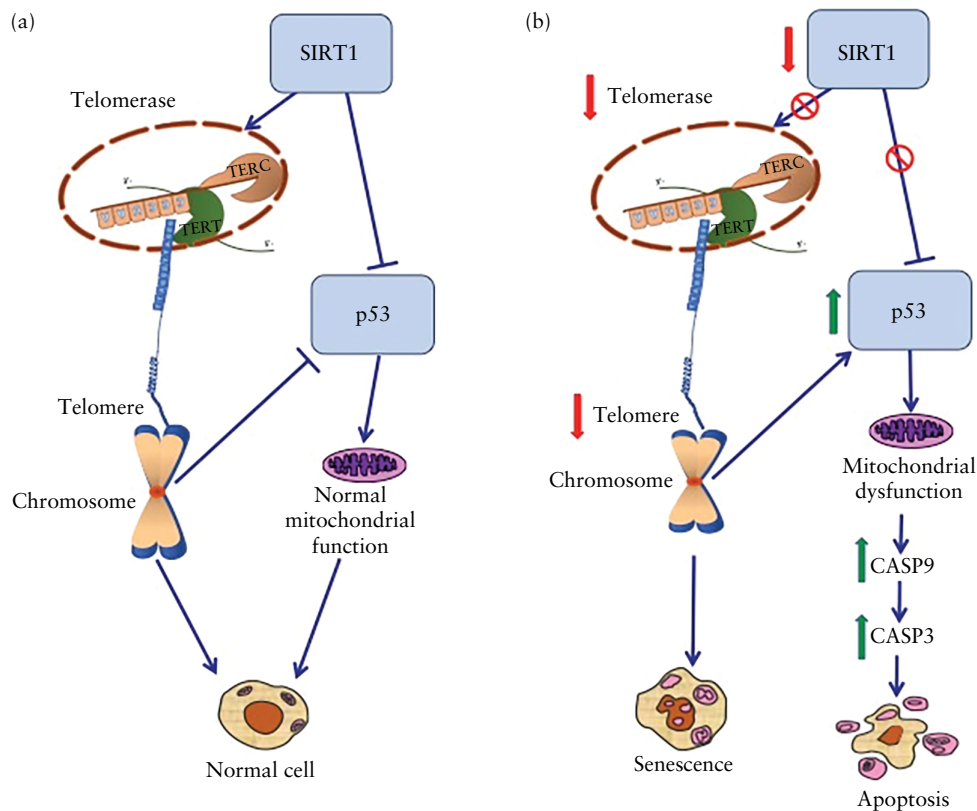 (a)
SIRT1
Telomerase
TERC
TERT
p53
Telomere
Chromosome
Normal
mitochondrial
function
Normal cell
(b)
SIRT1
Telomerase
TERC
TERT
p53
Telomere
Chromosome
Mitochondrial
dysfunction
CASP9
CASP3
Senescence
Apoptosis